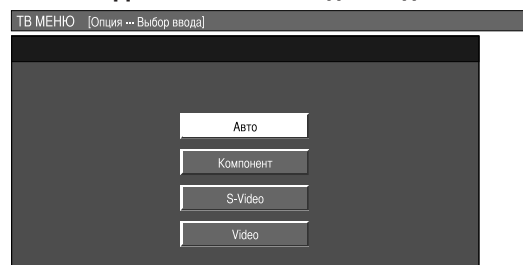 ТВ МЕНЮ [Опция ··· Выбор ввода]
Авто
Компонент
S-Video
Video